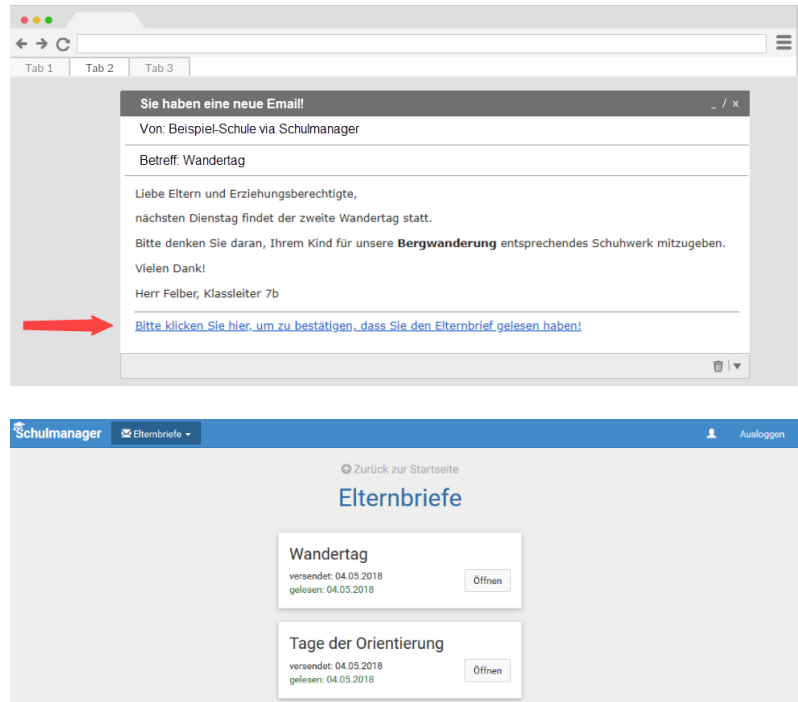 Tab 1 Tab 2 Tab 3
Sie haben eine neue Email! _ / x
Von: Beispiel-Schule via Schulmanager
Betreff: Wandertag
Liebe Eltern und Erziehungsberechtigte,
nächsten Dienstag findet der zweite Wandertag statt.
Bitte denken Sie daran, Ihrem Kind für unsere Bergwanderung entsprechendes Schuhwerk mitzugeben.
Vielen Dank!
Herr Felber, Klassleiter 7b
Bitte klicken Sie hier, um zu bestätigen, dass Sie den Elternbrief gelesen haben!
Schulmanager Elternbriefe Ausloggen
Zurück zur Startseite
Elternbriefe
Wandertag
versendet: 04.05.2018
gelesen: 04.05.2018
Öffnen
Tage der Orientierung
versendet: 04.05.2018
gelesen: 04.05.2018
Öffnen